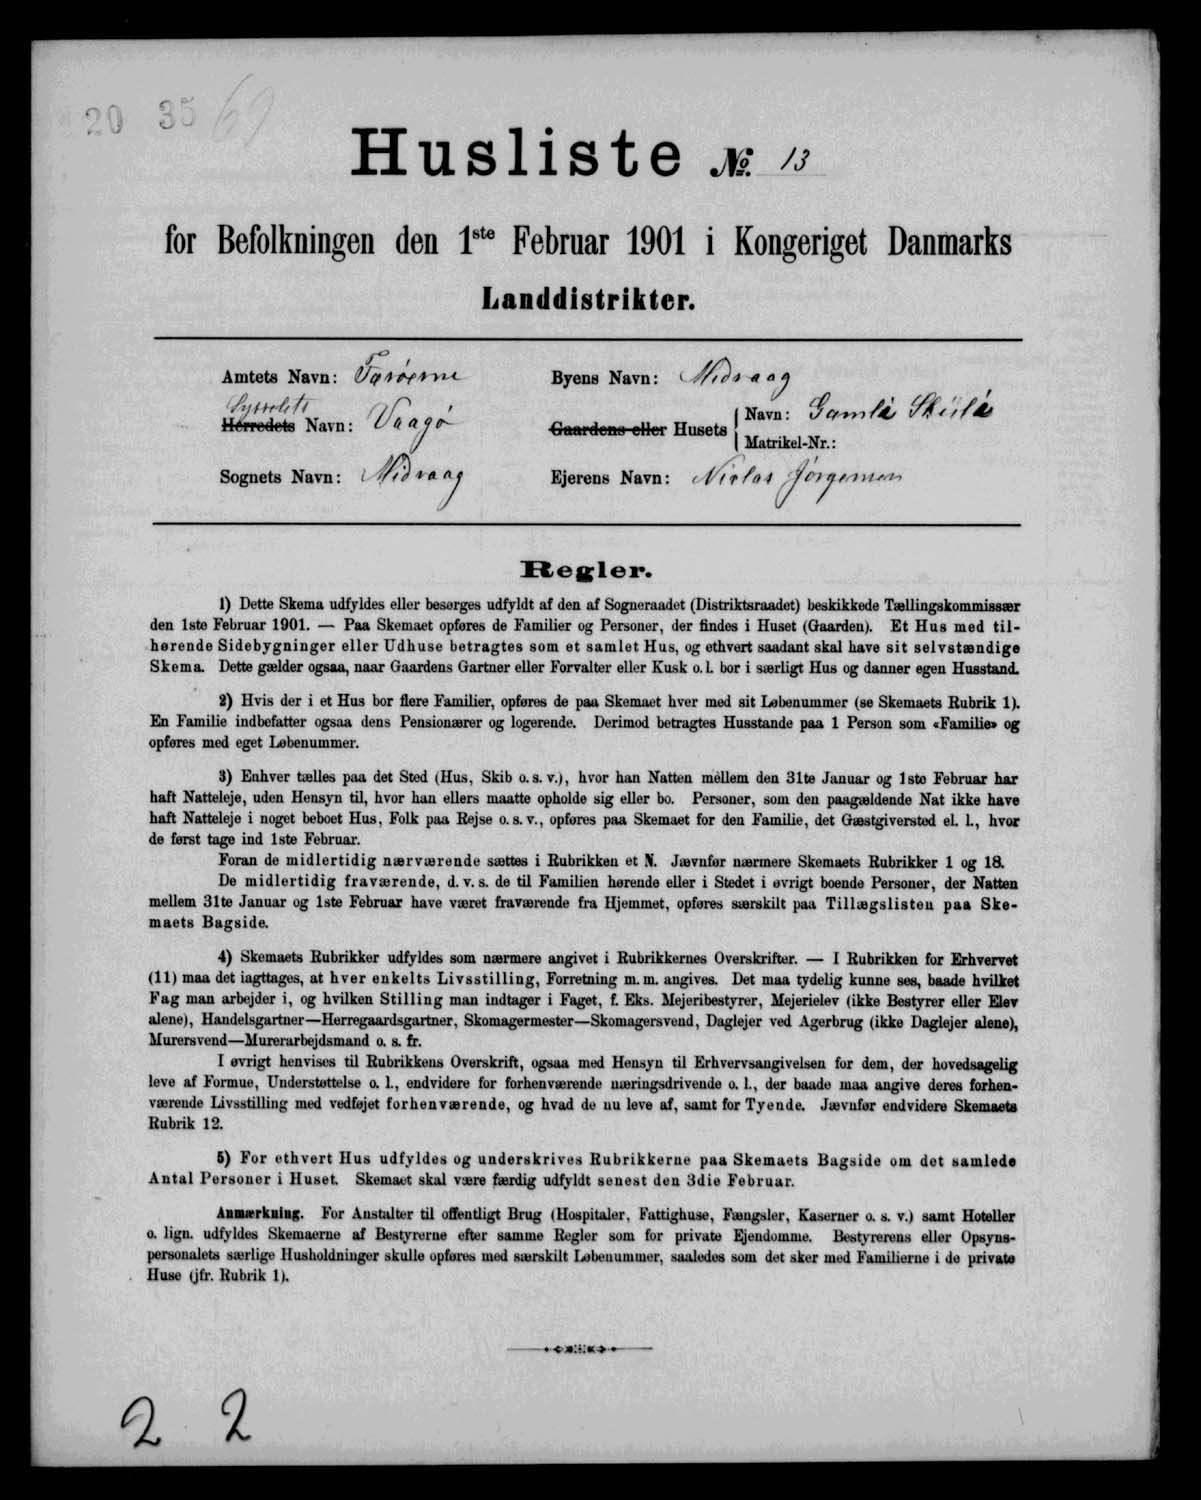 20 35 69
Husliste №. 13
for Befolkningen den 1ste Februar 1901 i Kongeriget Danmarks
Landdistrikter.
Amtets Navn: Færøerne
Sysselets
Herredets Navn: Vaagø
Sognets Navn: Midvaag
Byens Navn: Midvaag
Gaardens eller Husets Navn: Gamlé Skúlé
Matrikel-Nr.:
Ejerens Navn: Niclas Jørgensen
Regler.
1) Dette Skema udfyldes eller besørges udfyldt af den af Sogneraadet (Distriktsraadet) beskikkede Tællingskommissær
den 1ste Februar 1901. — Paa Skemaet opføres de Familier og Personer, der findes i Huset (Gaarden). Et Hus med til-
hørende Sidebygninger eller Udhuse betragtes som et samlet Hus, og ethvert saadant skal have sit selvstændige
Skema. Dette gælder ogsaa, naar Gaardens Gartner eller Forvalter eller Kusk o. l. bor i særligt Hus og danner egen Husstand.
2) Hvis der i et Hus bor flere Familier, opføres de paa Skemaet hver med sit Løbenummer (se Skemaets Rubrik 1).
En Familie indbefatter ogsaa dens Pensionærer og logerende. Derimod betragtes Husstande paa 1 Person som «Familie» og
opføres med eget Løbenummer.
3) Enhver tælles paa det Sted (Hus, Skib o. s. v.), hvor han Natten mellem den 31te Januar og 1ste Februar har
haft Natteleje, uden Hensyn til, hvor han ellers maatte opholde sig eller bo. Personer, som den paagældende Nat ikke have
haft Natteleje i noget beboet Hus, Folk paa Rejse o. s. v., opføres paa Skemaet for den Familie, det Gæstgiversted el. l., hvor
de først tage ind 1ste Februar.
Foran de midlertidig nærværende sættes i Rubrikken et N. Jævnfør nærmere Skemaets Rubrikker 1 og 18.
De midlertidig fraværende, d. v. s. de til Familien hørende eller i Stedet i øvrigt boende Personer, der Natten
mellem 31te Januar og 1ste Februar have været fraværende fra Hjemmet, opføres særskilt paa Tillægslisten paa Ske-
maets Bagside.
4) Skemaets Rubrikker udfyldes som nærmere angivet i Rubrikkernes Overskrifter. — I Rubrikken for Erhvervet
(11) maa det iagttages, at hver enkelts Livsstilling, Forretning m. m. angives. Det maa tydelig kunne ses, baade hvilket
Fag man arbejder i, og hvilken Stilling man indtager i Faget, f. Eks. Mejeribestyrer, Mejerielev (ikke Bestyrer eller Elev
alene), Handelsgartner—Herregaardsgartner, Skomagermester—Skomagersvend, Daglejer ved Agerbrug (ikke Daglejer alene),
Murersvend—Murerarbejdsmand o. s. fr.
I øvrigt henvises til Rubrikkens Overskrift, ogsaa med Hensyn til Erhvervsangivelsen for dem, der hovedsagelig
leve af Formue, Understøttelse o. l., endvidere for forhenværende næringsdrivende o. l., der baade maa angive deres forhen-
værende Livsstilling med vedføjet forhenværende, og hvad de nu leve af, samt for Tyende. Jævnfør endvidere Skemaets
Rubrik 12.
5) For ethvert Hus udfyldes og underskrives Rubrikkerne paa Skemaets Bagside om det samlede
Antal Personer i Huset. Skemaet skal være færdig udfyldt senest den 3die Februar.
Anmærkning. For Anstalter til offentligt Brug (Hospitaler, Fattighuse, Fængsler, Kaserner o. s. v.) samt Hoteller
o. lign. udfyldes Skemaerne af Bestyrerne efter samme Regler som for private Ejendomme. Bestyrerens eller Opsyns-
personalets særlige Husholdninger skulle opføres med særskilt Løbenummer, saaledes som det sker med Familierne i de private
Huse (jfr. Rubrik 1).
2 2